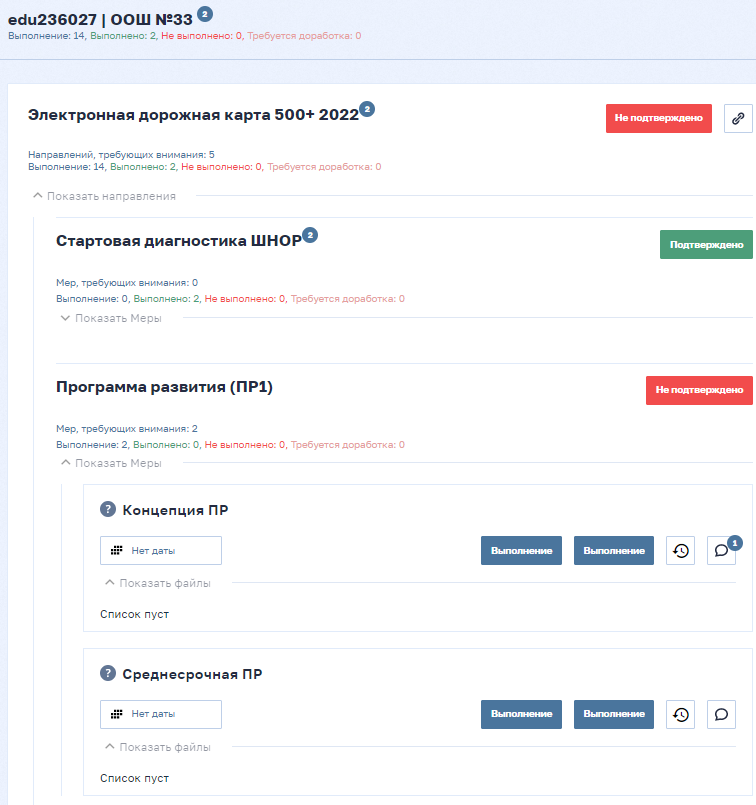 edu236027 | ООШ №33 2
Выполнение: 14, Выполнено: 2, Не выполнено: 0, Требуется доработка: 0
Электронная дорожная карта 500+ 2022 2
Не подтверждено
Направлений, требующих внимания: 5
Выполнение: 14, Выполнено: 2, Не выполнено: 0, Требуется доработка: 0
Показать направления
Стартовая диагностика ШНОР 2
Подтверждено
Мер, требующих внимания: 0
Выполнение: 0, Выполнено: 2, Не выполнено: 0, Требуется доработка: 0
Показать Меры
Программа развития (ПР1)
Не подтверждено
Мер, требующих внимания: 2
Выполнение: 2, Выполнено: 0, Не выполнено: 0, Требуется доработка: 0
Показать Меры
? Концепция ПР
Нет даты Выполнение Выполнение 1
Показать файлы
Список пуст
? Среднесрочная ПР
Нет даты Выполнение Выполнение
Показать файлы
Список пуст